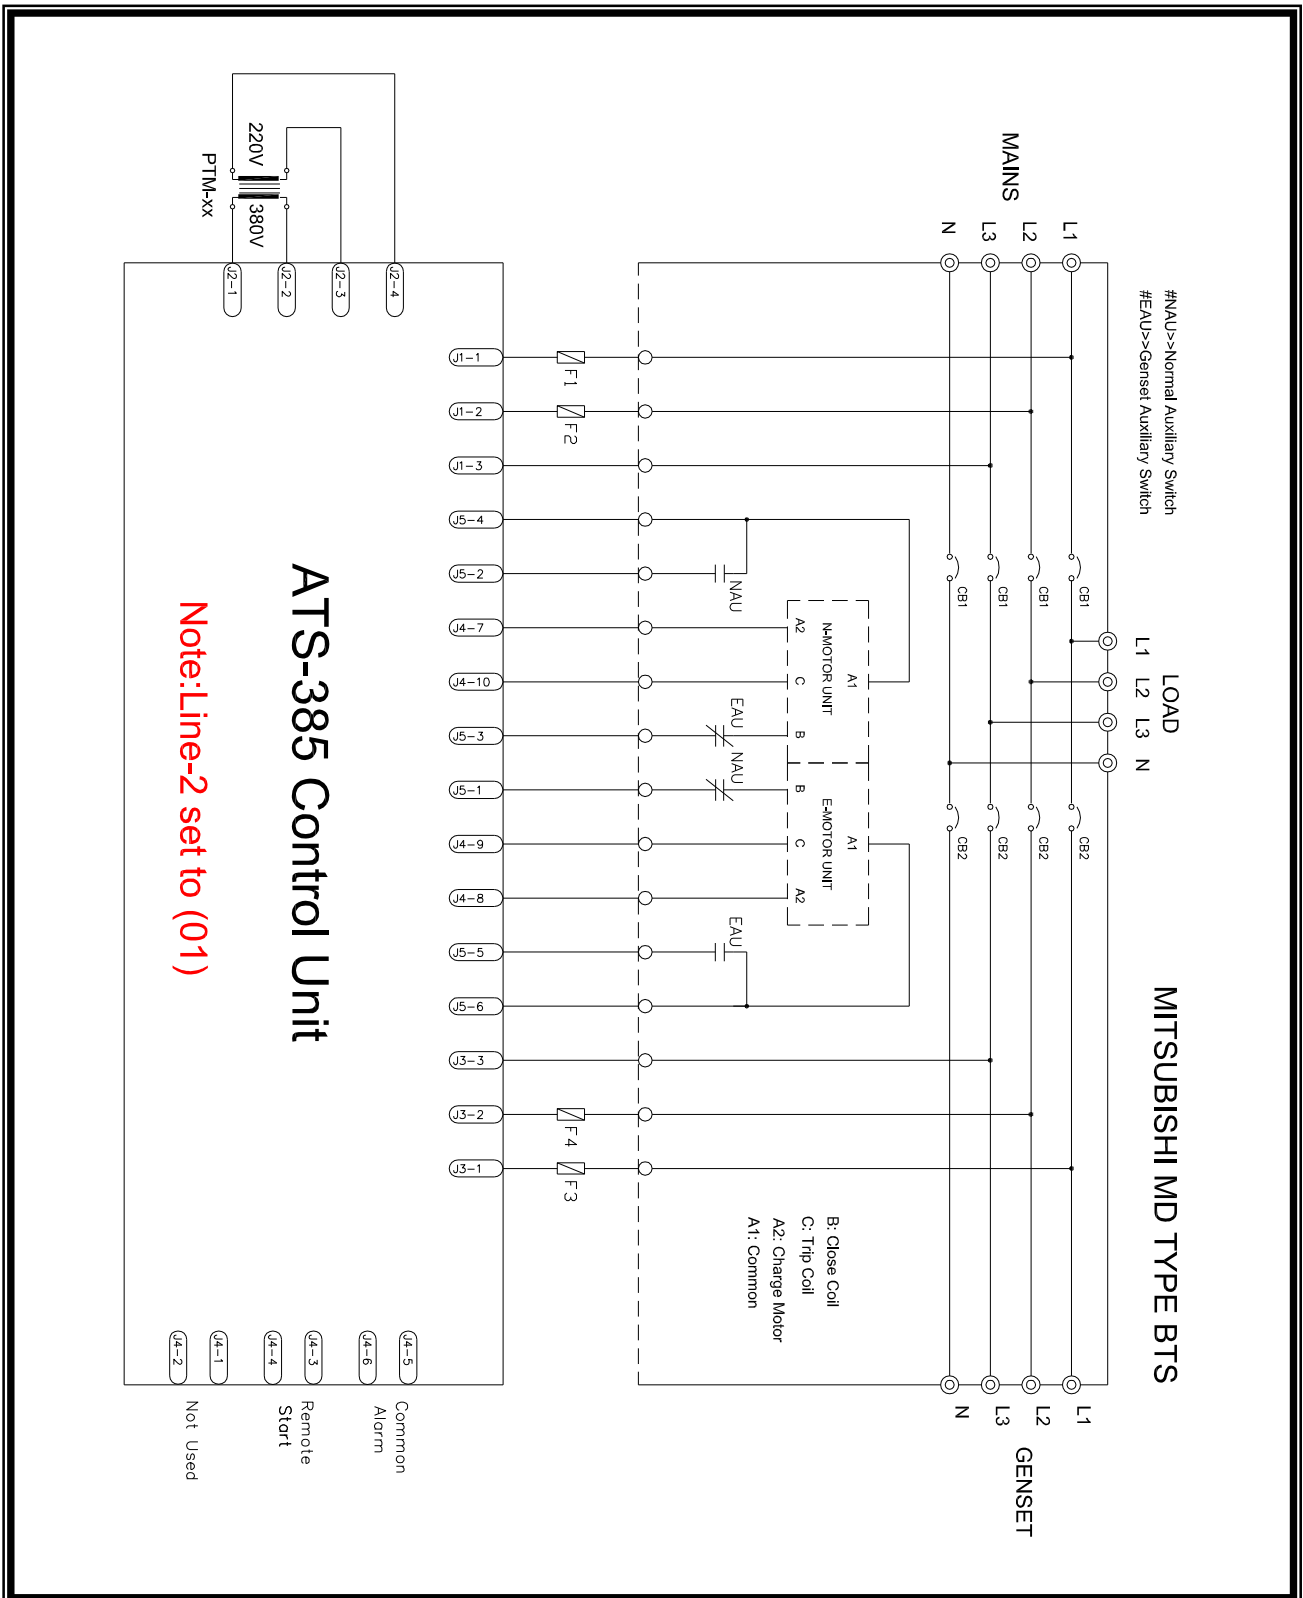 MITSUBISHI MD TYPE BTS
#NAU>>Normal Auxiliary Switch
#EAU>>Genset Auxiliary Switch
LOAD
L1
L2
L3
N
MAINS
L1
L2
L3
N
CB1
CB1
CB1
CB1
CB2
CB2
CB2
CB2
L1
L2
L3
N
GENSET
A1
N-MOTOR UNIT
A2
C
B
A1
E-MOTOR UNIT
B
C
A2
B: Close Coil
C: Trip Coil
A2: Charge Motor
A1: Common
NAU
EAU
NAU
EAU
F1
F2
F4
F3
J1-1
J1-2
J1-3
J5-4
J5-2
J4-7
J4-10
J5-3
J5-1
J4-9
J4-8
J5-5
J5-6
J3-3
J3-2
J3-1
J2-4
J2-3
J2-2
J2-1
220V
380V
PTM-xx
ATS-385 Control Unit
Note:Line-2 set to (01)
J4-5
J4-6
Common
Alarm
J4-3
J4-4
Remote
Start
J4-1
J4-2
Not Used